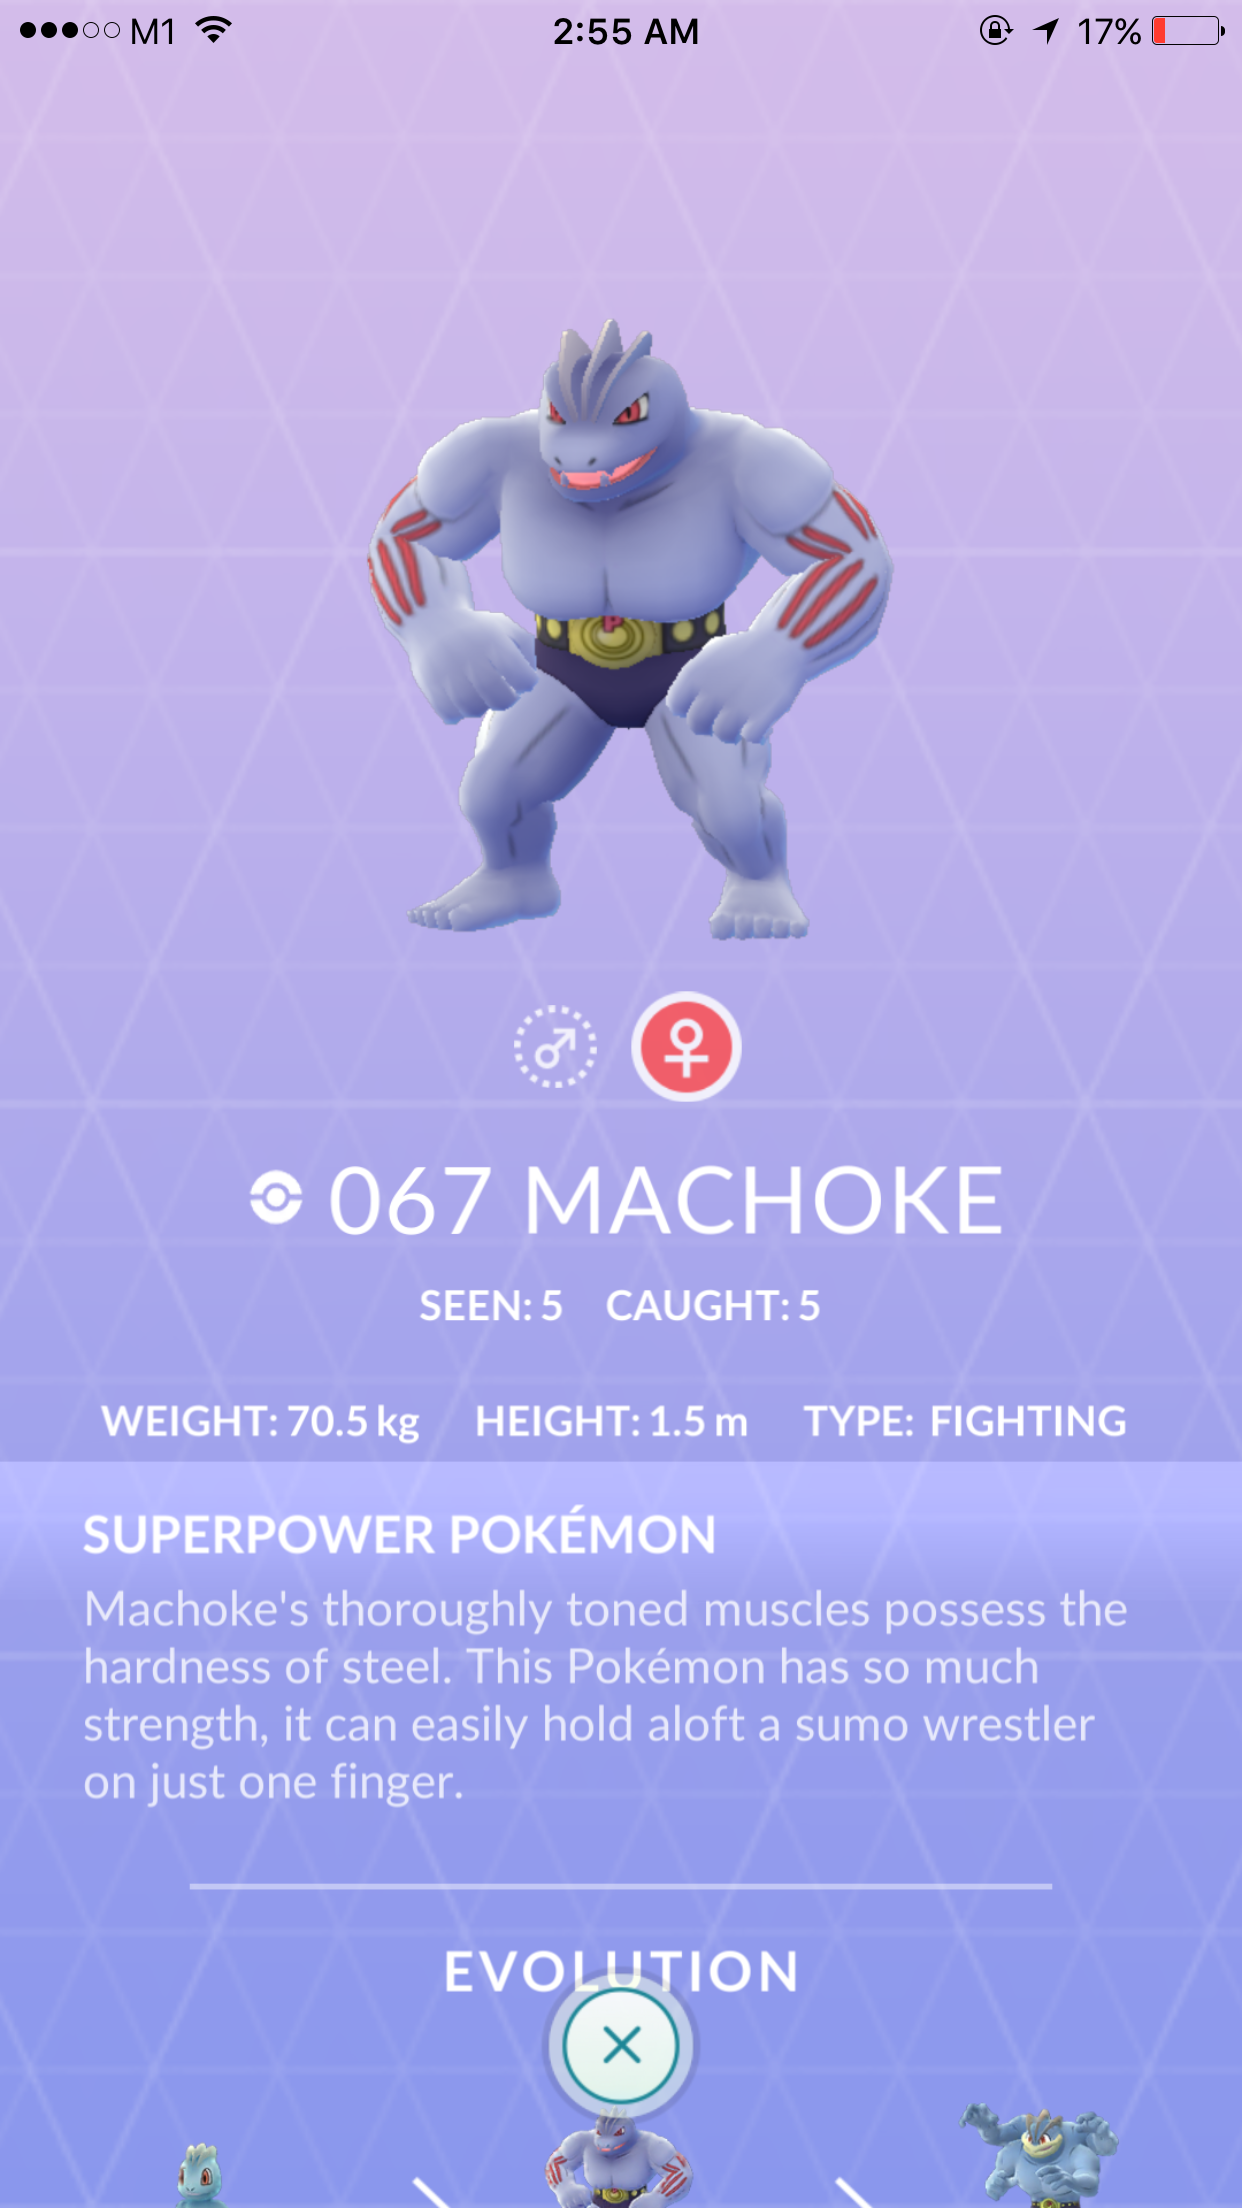 M1 2:55 AM 17%
P
067 MACHOKE
SEEN: 5 CAUGHT: 5
WEIGHT: 70.5 kg HEIGHT: 1.5 m TYPE: FIGHTING
SUPERPOWER POKÉMON
Machoke's thoroughly toned muscles possess the
hardness of steel. This Pokémon has so much
strength, it can easily hold aloft a sumo wrestler
on just one finger.
EVOLUTION